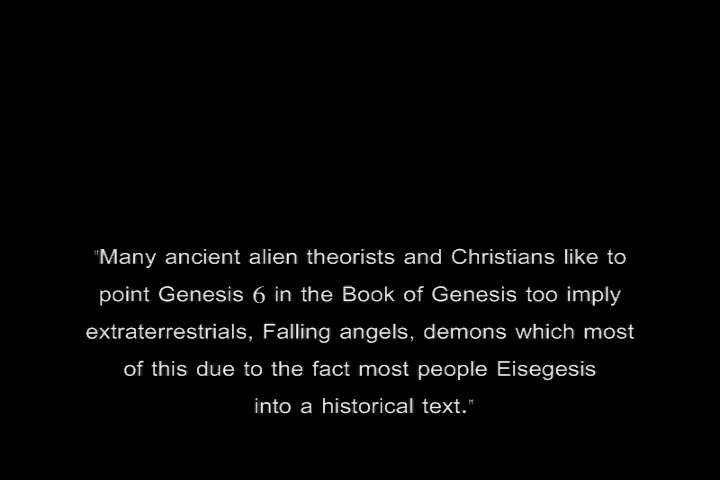 "Many ancient alien theorists and Christians like to
point Genesis 6 in the Book of Genesis too imply
extraterrestrials, Falling angels, demons which most
of this due to the fact most people Eisegesis
into a historical text."